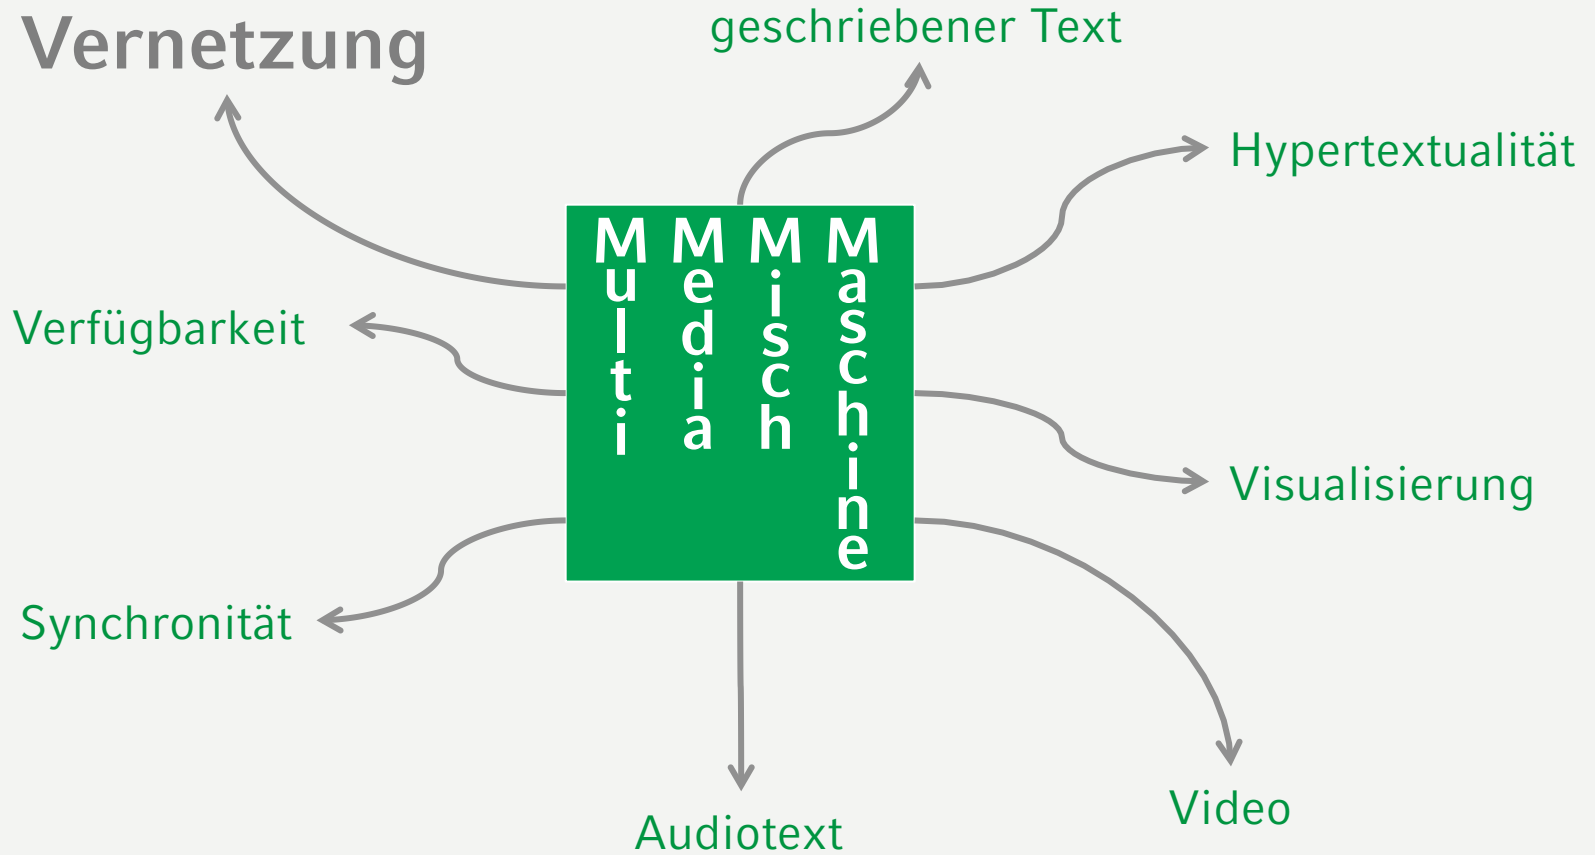 Vernetzung
geschriebener Text
Hypertextualität
Multi
Media
Misch
Maschine
Verfügbarkeit
Visualisierung
Synchronität
Video
Audiotext